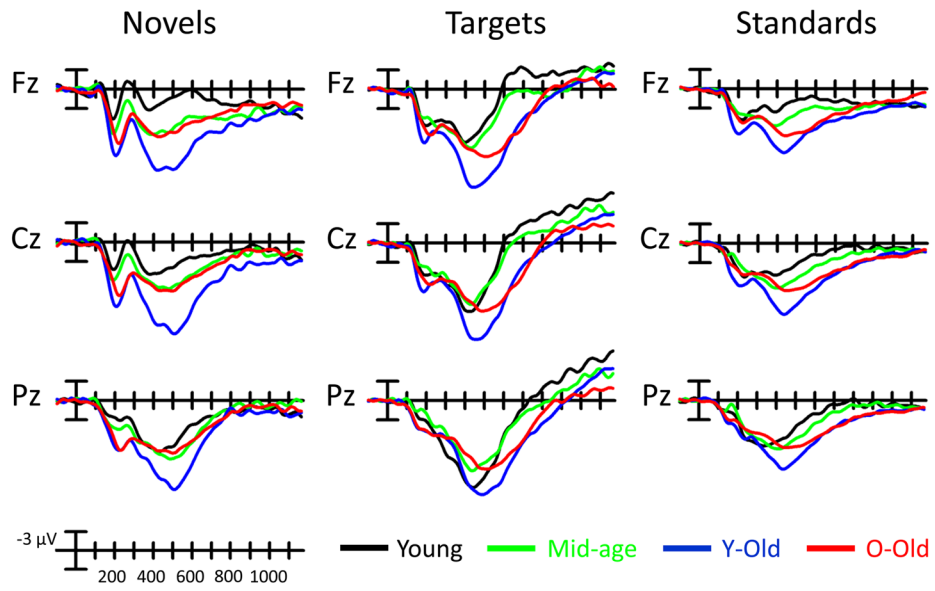 Novels Targets Standards
Fz Fz Fz
Cz Cz Cz
Pz Pz Pz
-3 µV
Young Mid-age Y-Old O-Old
200 400 600 800 1000